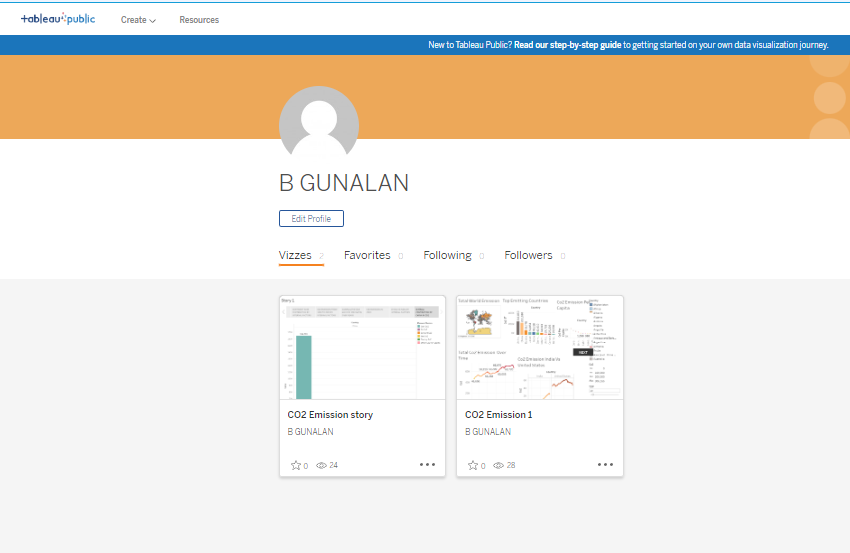 tableau public
Create
Resources
New to Tableau Public? Read our step-by-step guide to getting started on your own data visualization journey.
B GUNALAN
Edit Profile
Vizzes 2 Favorites 0 Following 0 Followers 0
Story 1
Total World Emission
Top Emitting Countries
Co2 Emission Per Capita
Total Co2 Emission Over Time
Co2 Emission India Vs United States
CO2 Emission story
B GUNALAN
0 24
CO2 Emission 1
B GUNALAN
0 28